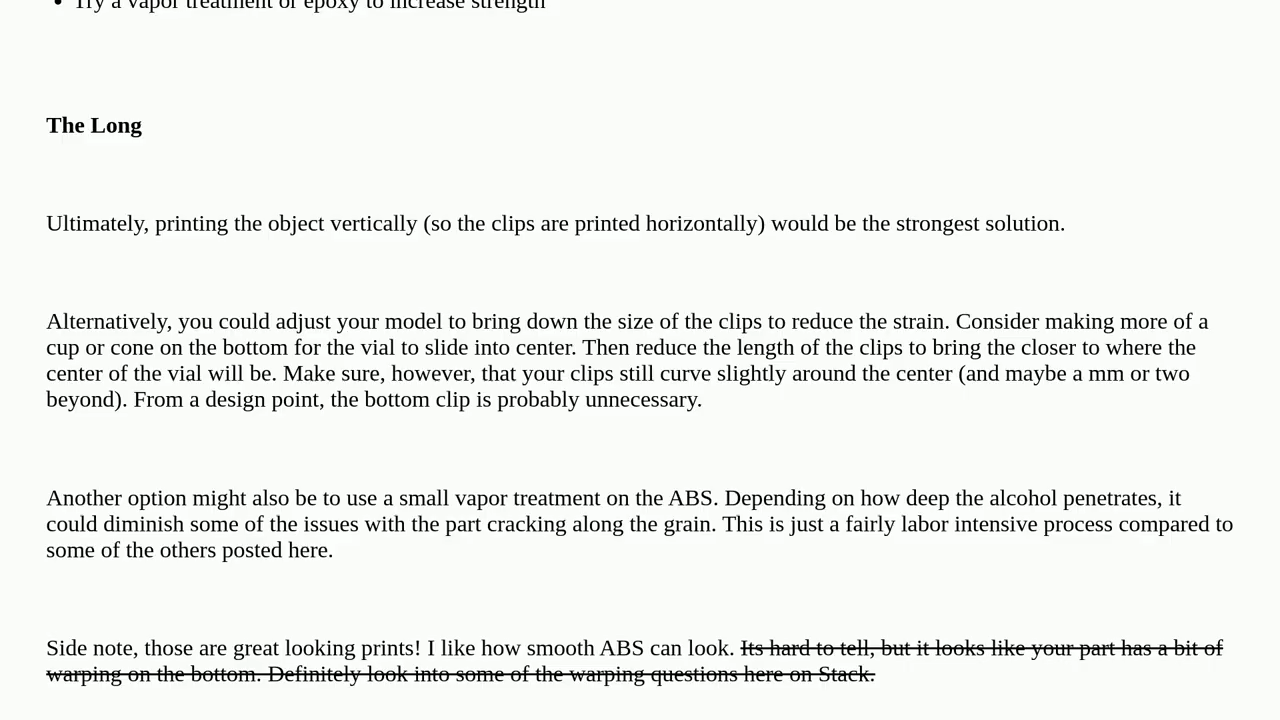 • Try a vapor treatment or epoxy to increase strength
The Long
Ultimately, printing the object vertically (so the clips are printed horizontally) would be the strongest solution.
Alternatively, you could adjust your model to bring down the size of the clips to reduce the strain. Consider making more of a
cup or cone on the bottom for the vial to slide into center. Then reduce the length of the clips to bring the closer to where the
center of the vial will be. Make sure, however, that your clips still curve slightly around the center (and maybe a mm or two
beyond). From a design point, the bottom clip is probably unnecessary.
Another option might also be to use a small vapor treatment on the ABS. Depending on how deep the alcohol penetrates, it
could diminish some of the issues with the part cracking along the grain. This is just a fairly labor intensive process compared to
some of the others posted here.
Side note, those are great looking prints! I like how smooth ABS can look. Its hard to tell, but it looks like your part has a bit of
warping on the bottom. Definitely look into some of the warping questions here on Stack.